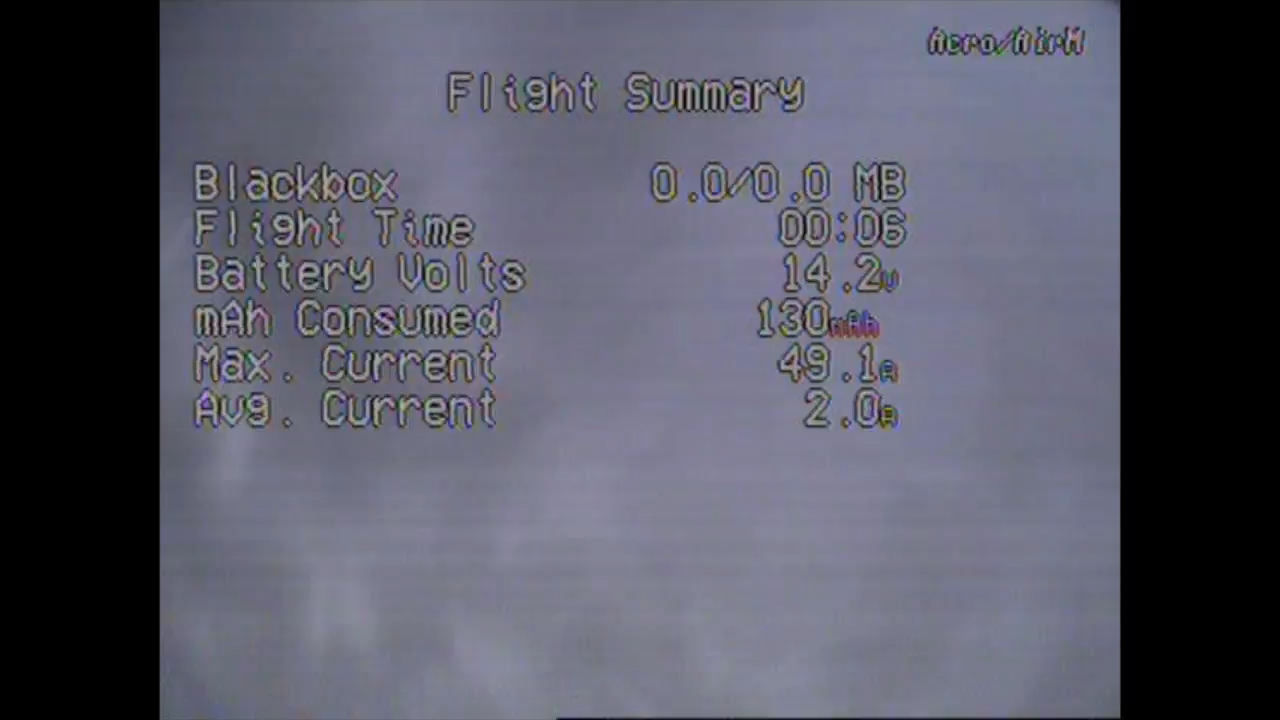 Acro/AirM
Flight Summary
Blackbox 0.0/0.0 MB
Flight Time 00:06
Battery Volts 14.2V
mAh Consumed 130mAh
Max. Current 49.1A
Avg. Current 2.0A